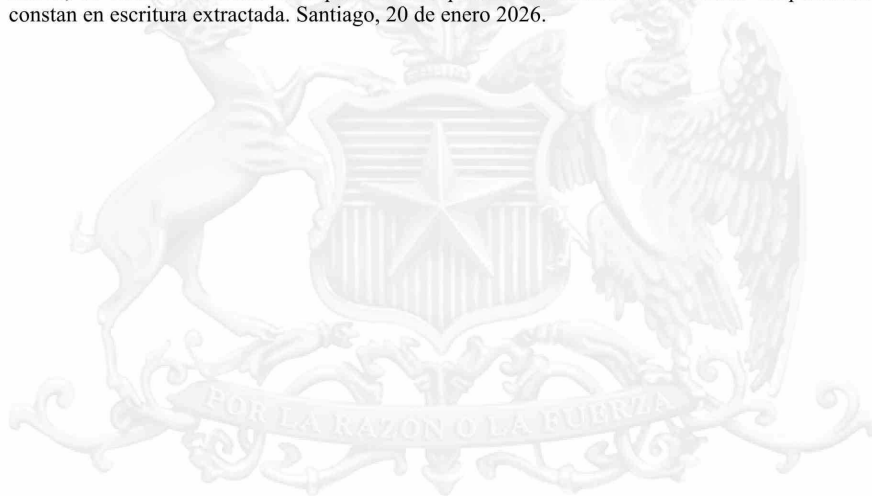 constan en escritura extractada. Santiago, 20 de enero 2026.
POR LA RAZON O LA FUERZA